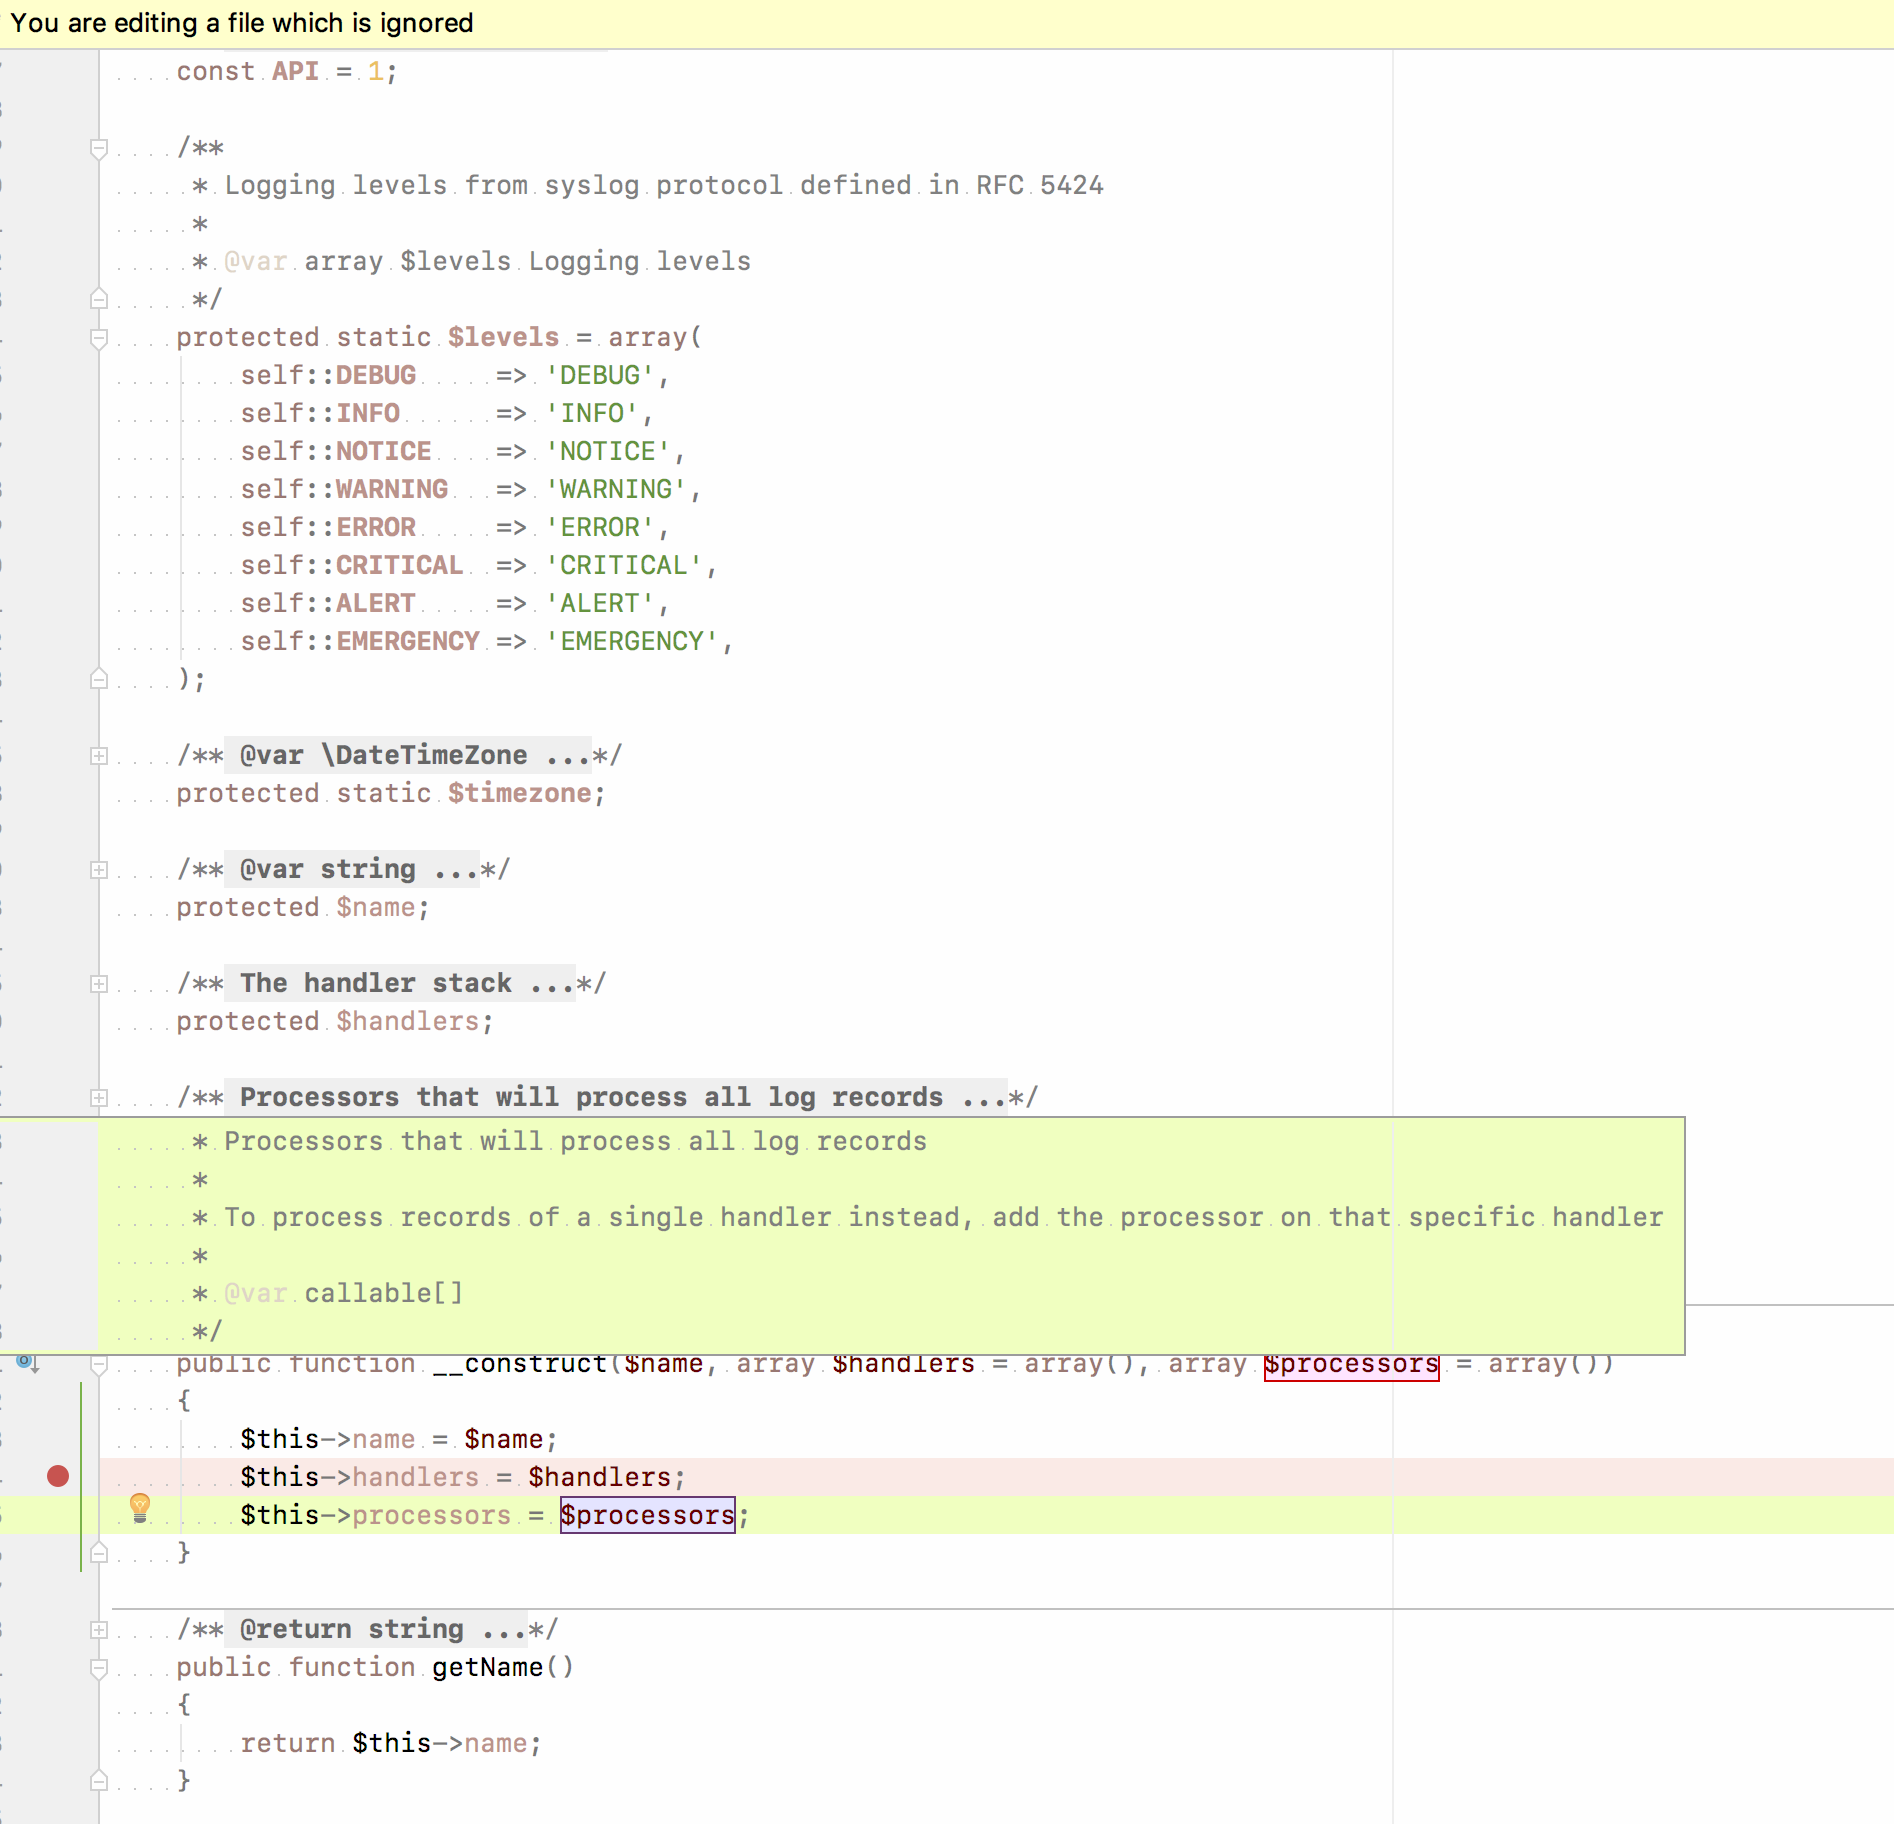 You are editing a file which is ignored
const API = 1;
/**
* Logging levels from syslog protocol defined in RFC 5424
*
* @var array $levels Logging levels
*/
protected static $levels = array(
self::DEBUG => 'DEBUG',
self::INFO => 'INFO',
self::NOTICE => 'NOTICE',
self::WARNING => 'WARNING',
self::ERROR => 'ERROR',
self::CRITICAL => 'CRITICAL',
self::ALERT => 'ALERT',
self::EMERGENCY => 'EMERGENCY',
);
/** @var \DateTimeZone ...*/
protected static $timezone;
/** @var string ...*/
protected $name;
/** The handler stack ...*/
protected $handlers;
/** Processors that will process all log records ...*/
* Processors that will process all log records
*
* To process records of a single handler instead, add the processor on that specific handler
*
* @var callable[]
*/
public function __construct($name, array $handlers = array(), array $processors = array())
{
$this->name = $name;
$this->handlers = $handlers;
$this->processors = $processors;
}
/** @return string ...*/
public function getName()
{
return $this->name;
}